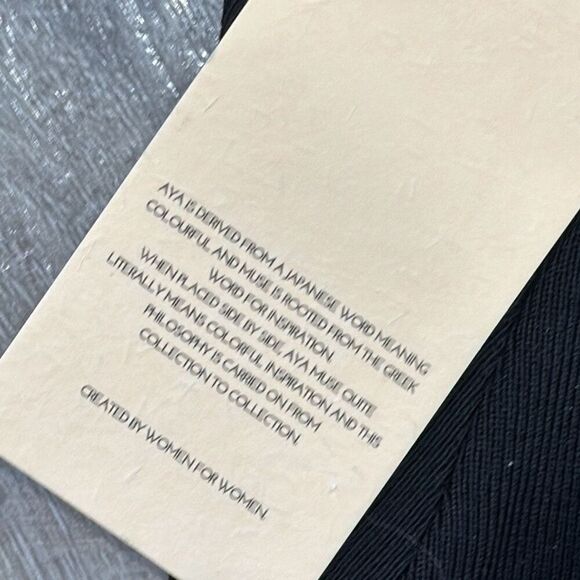 AYA IS DERIVED FROM A JAPANESE WORD MEANING
COLOURFUL AND MUSE IS ROOTED FROM THE GREEK
WORD FOR INSPIRATION.
WHEN PLACED SIDE BY SIDE, AYA MUSE QUITE
LITERALLY MEANS COLORFUL INSPIRATION AND THIS
PHILOSOPHY IS CARRIED ON FROM
COLLECTION TO COLLECTION.
CREATED BY WOMEN FOR WOMEN.